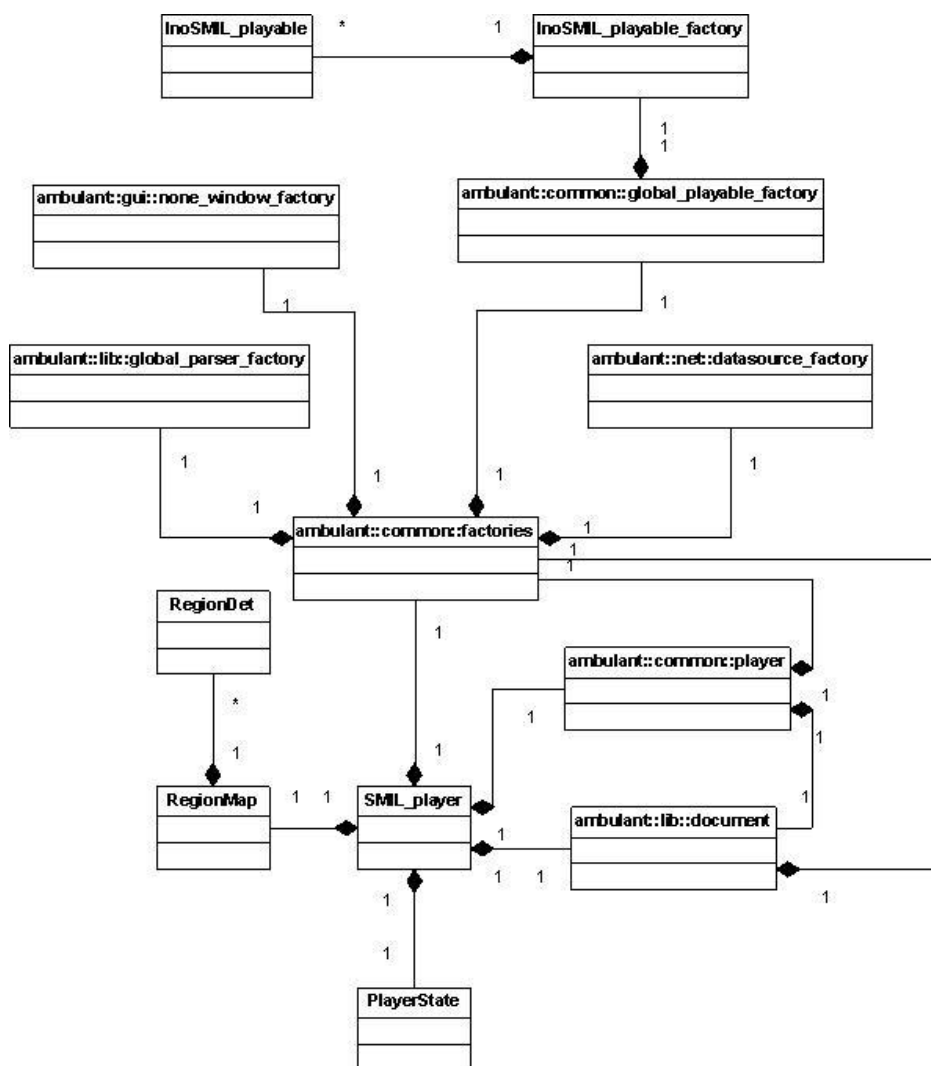 InoSMIL_playable
*
1
InoSMIL_playable_factory
1
1
ambulant::gui::none_window_factory
ambulant::common::global_playable_factory
1
1
ambulant::lib::global_parser_factory
ambulant::net::datasource_factory
1
1
1
1
1
1
ambulant::common::factories
1
1
RegionDet
1
ambulant::common::player
*
1
1
1
1
1
RegionMap
1
1
SMIL_player
1
ambulant::lib::document
1
1
1
1
1
1
PlayerState